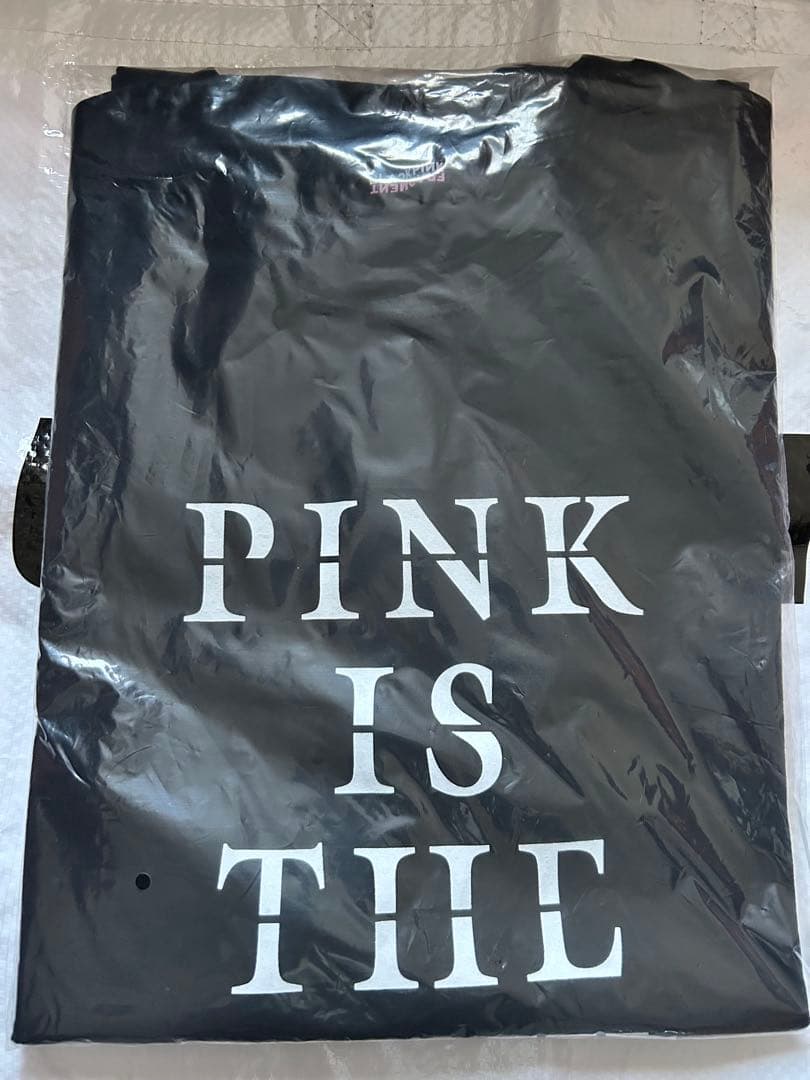 PINK
IS
THE